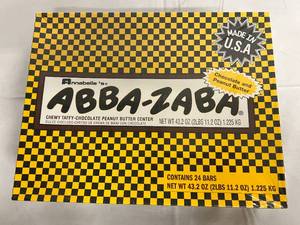 MADE IN
U.S.A
Chocolate and
Peanut Butter
Annabelle's®
ABBA-ZABA®
CHEWY TAFFY-CHOCOLATE PEANUT BUTTER CENTER
NET WT 43.2 OZ (2LBS 11.2 OZ) 1.225 KG
CONTAINS 24 BARS
NET WT 43.2 OZ (2LBS 11.2 OZ) 1.225 KG